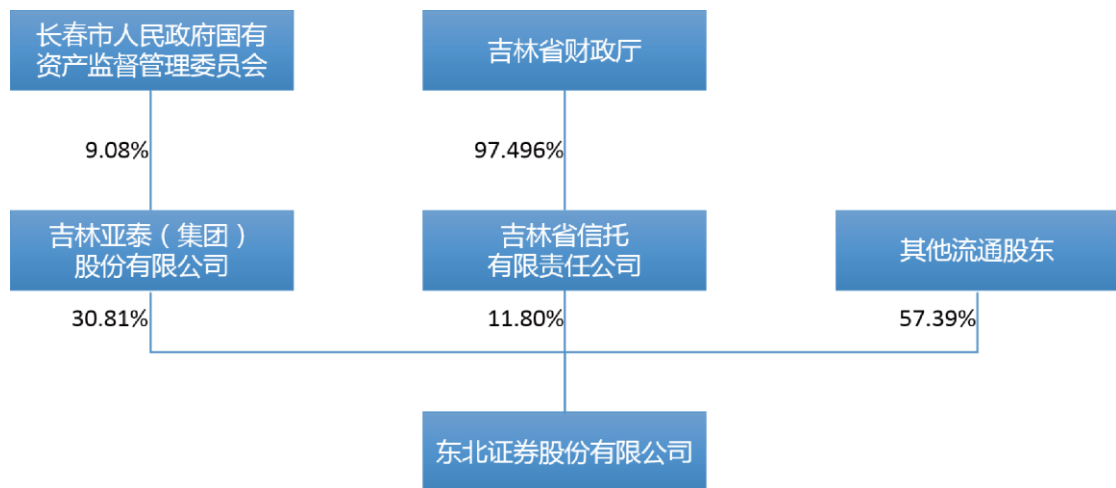 长春市人民政府国有
资产监督管理委员会
吉林省财政厅
9.08%
97.496%
吉林亚泰（集团）
股份有限公司
吉林省信托
有限责任公司
其他流通股东
30.81%
11.80%
57.39%
东北证券股份有限公司